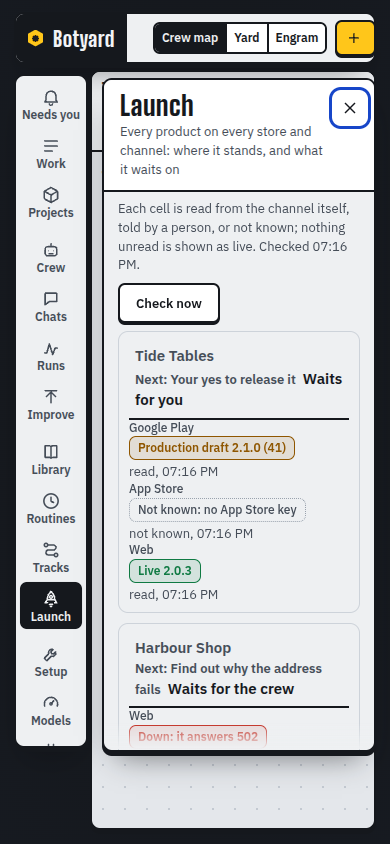 Botyard
Crew map Yard Engram
Needs you
Work
Projects
Crew
Chats
Runs
Improve
Library
Routines
Tracks
Launch
Setup
Models
Launch
Every product on every store and
channel: where it stands, and what
it waits on
Each cell is read from the channel itself,
told by a person, or not known; nothing
unread is shown as live. Checked 07:16
PM.
Check now
Tide Tables
Next: Your yes to release it Waits
for you
Google Play
Production draft 2.1.0 (41)
read, 07:16 PM
App Store
Not known: no App Store key
not known, 07:16 PM
Web
Live 2.0.3
read, 07:16 PM
Harbour Shop
Next: Find out why the address
fails Waits for the crew
Web
Down: it answers 502